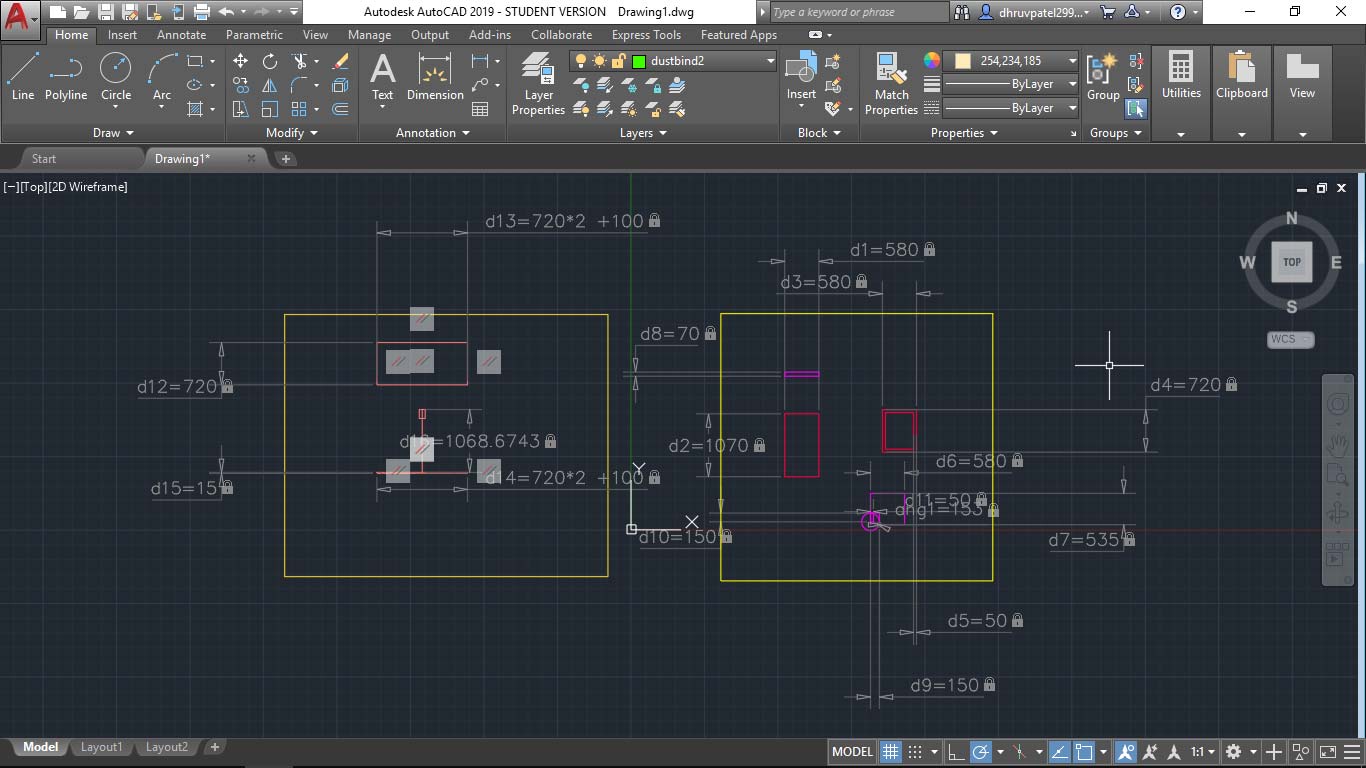 Autodesk AutoCAD 2019 - STUDENT VERSION Drawing1.dwg
Type a keyword or phrase
dhruvpatel299...
Home Insert Annotate Parametric View Manage Output Add-ins Collaborate Express Tools Featured Apps
dustbind2
254,234,185
ByLayer
ByLayer
Line Polyline Circle Arc
Text Dimension
Layer Properties
Insert
Match Properties
Group
Utilities
Clipboard
View
Draw Modify Annotation Layers Block Properties Groups
Start Drawing1*
[−][Top][2D Wireframe]
N
W TOP E
S
WCS
d13=720*2 +100
d1=580
d3=580
d8=70
d12=720
d4=720
d2=1070
=1068.6743
d6=580
d15=15
d14=720*2 +100
d11=50
ang1=153
d10=150
d7=535
d5=50
d9=150
Y
X
Model Layout1 Layout2
MODEL
1:1